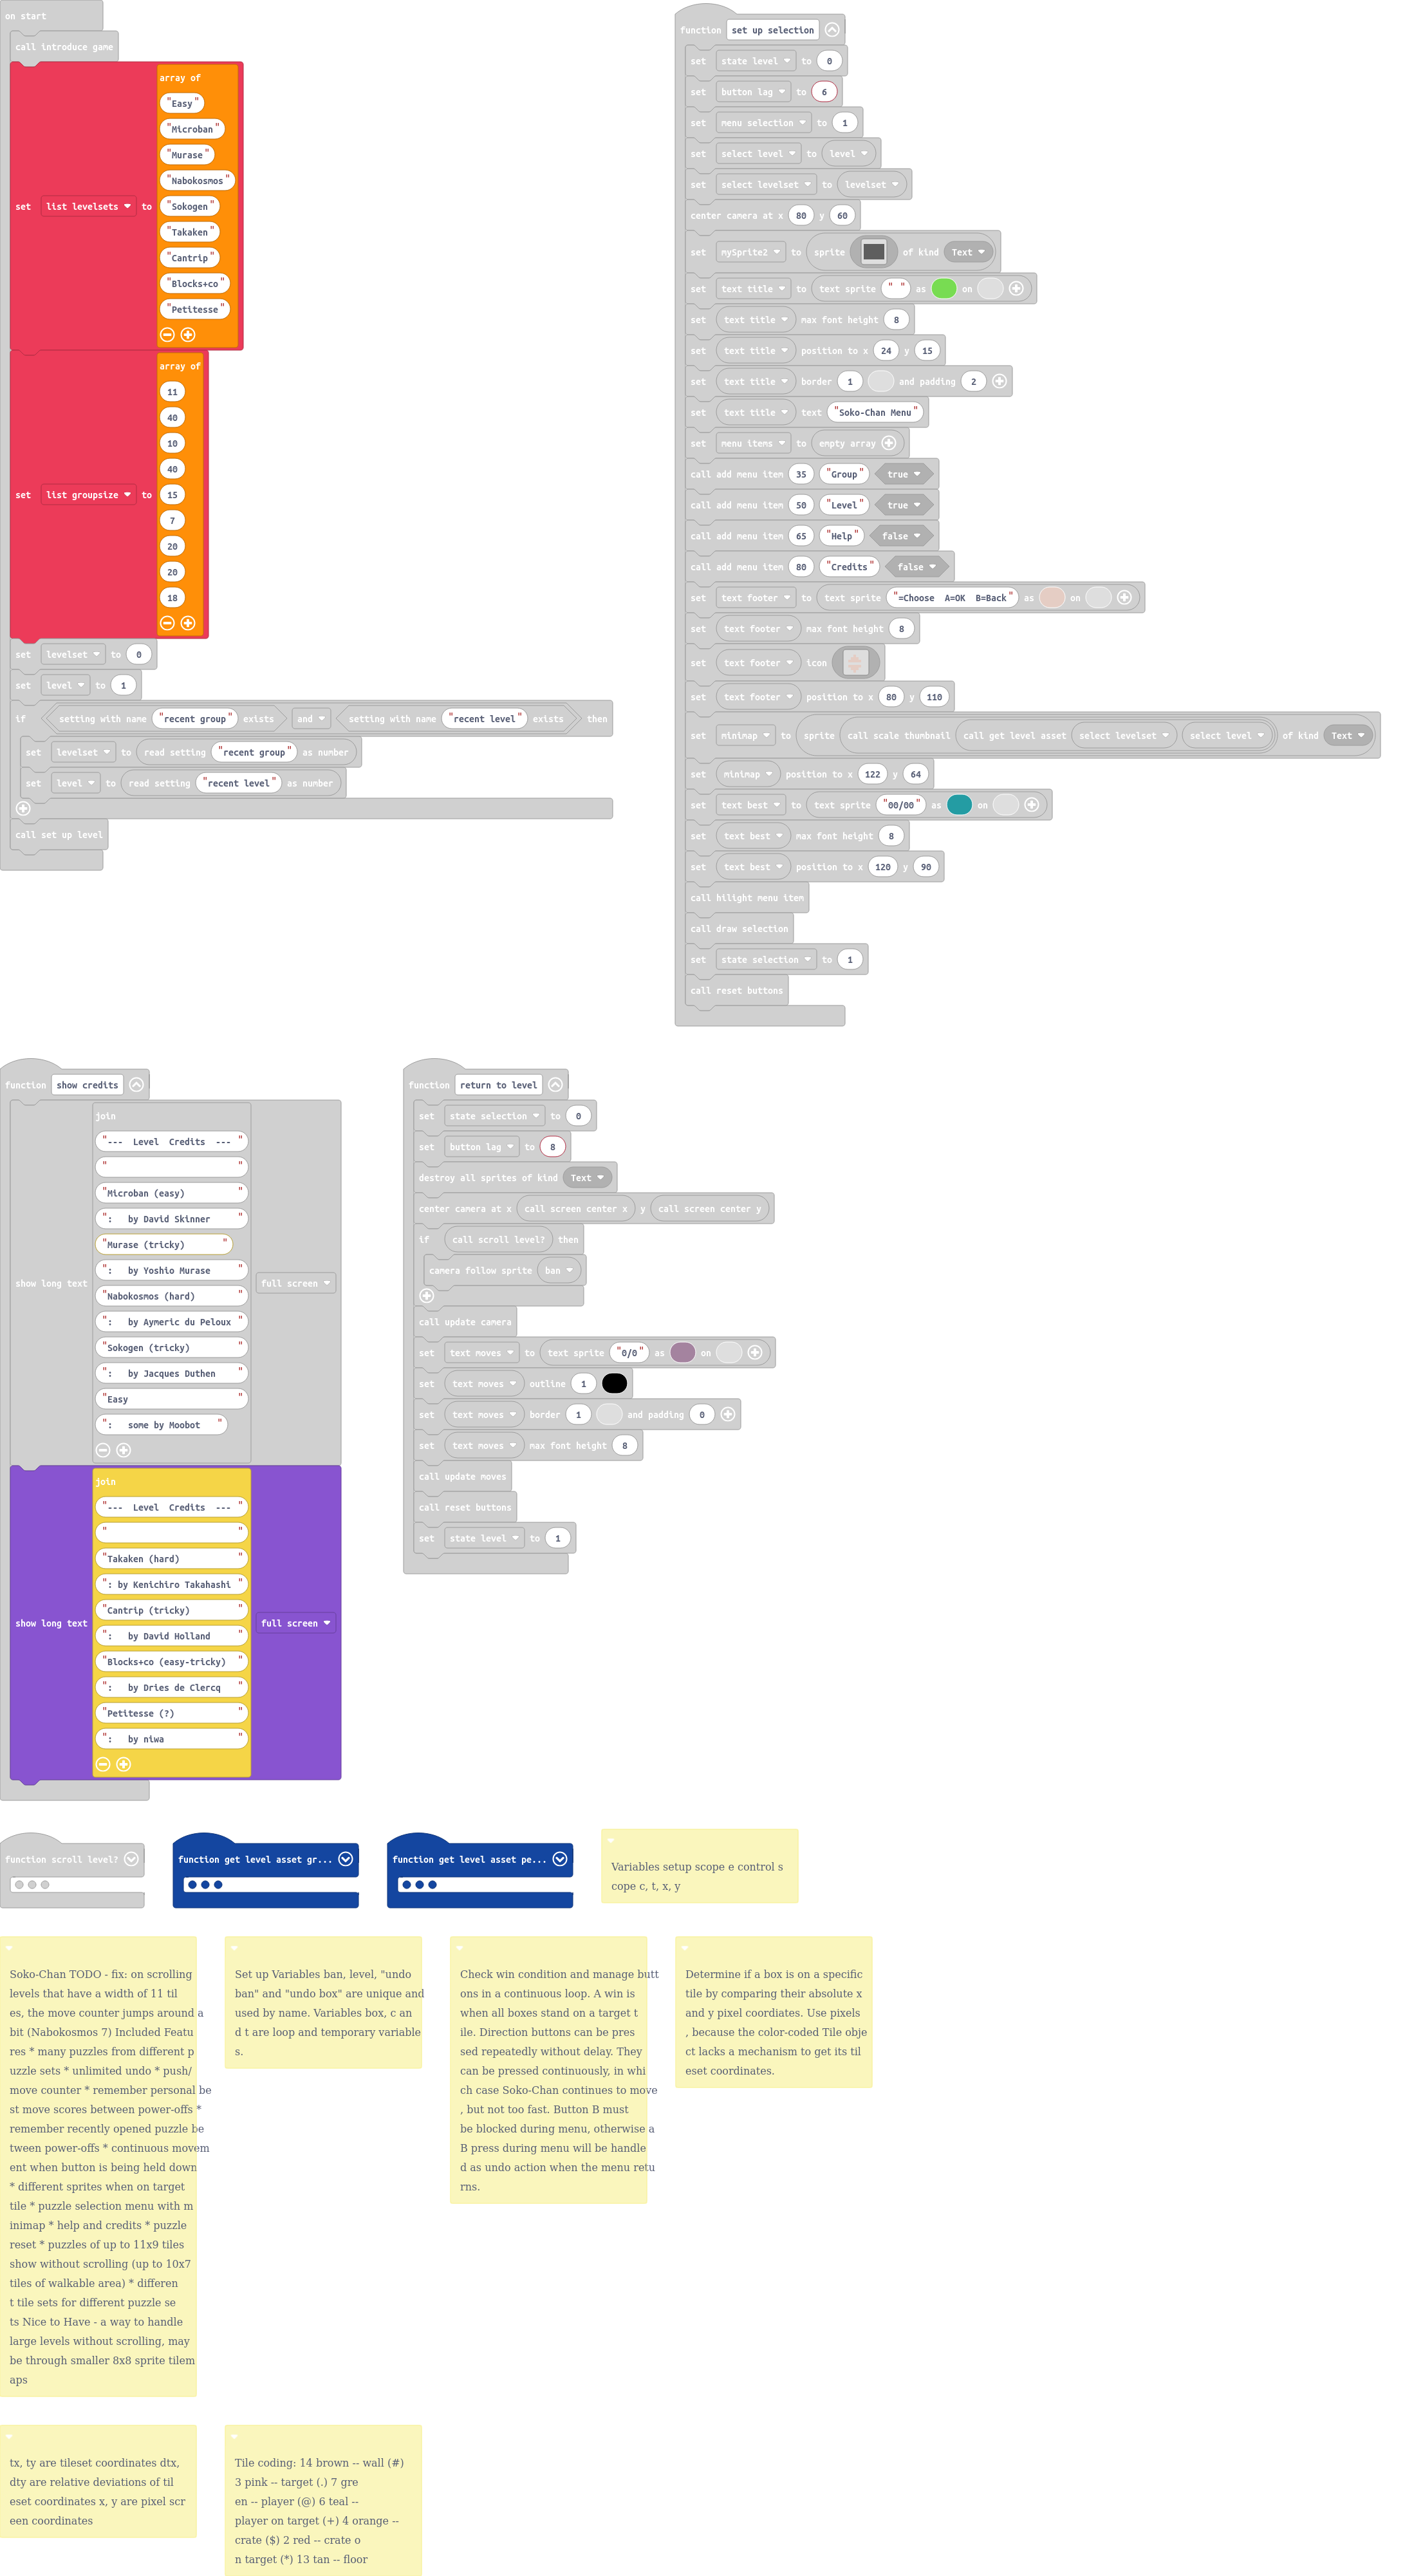 on start
call introduce game
set list levelsets to
array of
"Easy"
"Microban"
"Murase"
"Nabokosmos"
"Sokogen"
"Takaken"
"Cantrip"
"Blocks+co"
"Petitesse"
set list groupsize to
array of
11
40
10
40
15
7
20
20
18
set levelset to 0
set level to 1
if setting with name "recent group" exists and setting with name "recent level" exists then
set levelset to read setting "recent group" as number
set level to read setting "recent level" as number
call set up level
function set up selection
set state level to 0
set button lag to 6
set menu selection to 1
set select level to level
set select levelset to levelset
center camera at x 80 y 60
set mySprite2 to sprite of kind Text
set text title to text sprite " " as on
set text title max font height 8
set text title position to x 24 y 15
set text title border 1 and padding 2
set text title text "Soko-Chan Menu"
set menu items to empty array
call add menu item 35 "Group" true
call add menu item 50 "Level" true
call add menu item 65 "Help" false
call add menu item 80 "Credits" false
set text footer to text sprite "=Choose A=OK B=Back" as on
set text footer max font height 8
set text footer icon
set text footer position to x 80 y 110
set minimap to sprite call scale thumbnail call get level asset select levelset select level of kind Text
set minimap position to x 122 y 64
set text best to text sprite "00/00" as on
set text best max font height 8
set text best position to x 120 y 90
call hilight menu item
call draw selection
set state selection to 1
call reset buttons
function show credits
show long text
join
"--- Level Credits --- "
" "
"Microban (easy) "
": by David Skinner "
"Murase (tricky) "
": by Yoshio Murase "
"Nabokosmos (hard) "
": by Aymeric du Peloux "
"Sokogen (tricky) "
": by Jacques Duthen "
"Easy "
": some by Moobot "
full screen
show long text
join
"--- Level Credits --- "
" "
"Takaken (hard) "
": by Kenichiro Takahashi "
"Cantrip (tricky) "
": by David Holland "
"Blocks+co (easy-tricky) "
": by Dries de Clercq "
"Petitesse (?) "
": by niwa "
full screen
function return to level
set state selection to 0
set button lag to 8
destroy all sprites of kind Text
center camera at x call screen center x y call screen center y
if call scroll level? then
camera follow sprite ban
call update camera
set text moves to text sprite "0/0" as on
set text moves outline 1
set text moves border 1 and padding 0
set text moves max font height 8
call update moves
call reset buttons
set state level to 1
function scroll level?
function get level asset gr...
function get level asset pe...
Variables setup scope e control s
cope c, t, x, y
Soko-Chan TODO - fix: on scrolling
levels that have a width of 11 til
es, the move counter jumps around a
bit (Nabokosmos 7) Included Featu
res * many puzzles from different p
uzzle sets * unlimited undo * push/
move counter * remember personal be
st move scores between power-offs *
remember recently opened puzzle be
tween power-offs * continuous movem
ent when button is being held down
* different sprites when on target
tile * puzzle selection menu with m
inimap * help and credits * puzzle
reset * puzzles of up to 11x9 tiles
show without scrolling (up to 10x7
tiles of walkable area) * differen
t tile sets for different puzzle se
ts Nice to Have - a way to handle
large levels without scrolling, may
be through smaller 8x8 sprite tilem
aps
Set up Variables ban, level, "undo
ban" and "undo box" are unique and
used by name. Variables box, c an
d t are loop and temporary variable
s.
Check win condition and manage butt
ons in a continuous loop. A win is
when all boxes stand on a target t
ile. Direction buttons can be pres
sed repeatedly without delay. They
can be pressed continuously, in whi
ch case Soko-Chan continues to move
, but not too fast. Button B must
be blocked during menu, otherwise a
B press during menu will be handle
d as undo action when the menu retu
rns.
Determine if a box is on a specific
tile by comparing their absolute x
and y pixel coordiates. Use pixels
, because the color-coded Tile obje
ct lacks a mechanism to get its til
eset coordinates.
tx, ty are tileset coordinates dtx,
dty are relative deviations of til
eset coordinates x, y are pixel scr
een coordinates
Tile coding: 14 brown -- wall (#)
3 pink -- target (.) 7 gre
en -- player (@) 6 teal --
player on target (+) 4 orange --
crate ($) 2 red -- crate o
n target (*) 13 tan -- floor